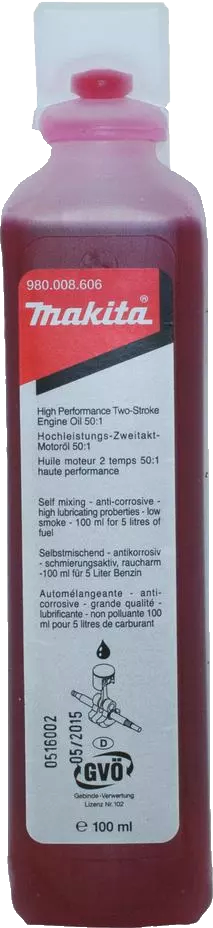 980.008.606
makita®
High Performance Two-Stroke
Engine Oil 50:1
Hochleistungs-Zweitakt-
Motoröl 50:1
Huile moteur 2 temps 50:1
haute performance
Self mixing - anti-corrosive -
high lubricating proberties - low
smoke - 100 ml for 5 litres of
fuel
Selbstmischend - antikorrosiv
- schmierungsaktiv, raucharm
-100 ml für 5 Liter Benzin
Automélangeante - anti-
corrosive - grande qualité -
lubrifiante - non polluante 100
ml pour 5 litres de carburant
0516002
05/2015
D
GVÖ
Gebinde-Verwertung
Lizenz Nr. 102
℮ 100 ml